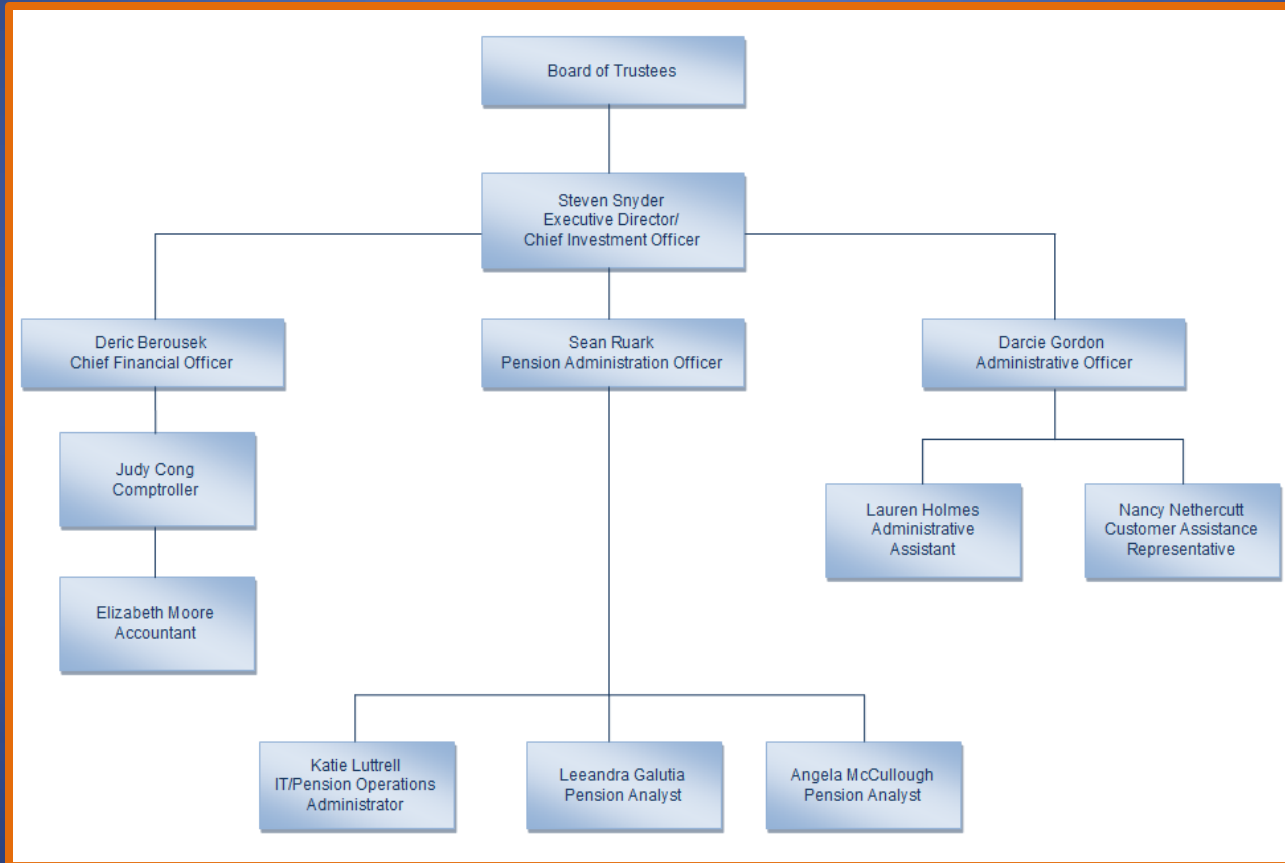 Board of Trustees
Steven Snyder
Executive Director/
Chief Investment Officer
Deric Berousek
Chief Financial Officer
Sean Ruark
Pension Administration Officer
Darcie Gordon
Administrative Officer
Judy Cong
Comptroller
Lauren Holmes
Administrative
Assistant
Nancy Nethercutt
Customer Assistance
Representative
Elizabeth Moore
Accountant
Katie Luttrell
IT/Pension Operations
Administrator
Leeandra Galutia
Pension Analyst
Angela McCullough
Pension Analyst